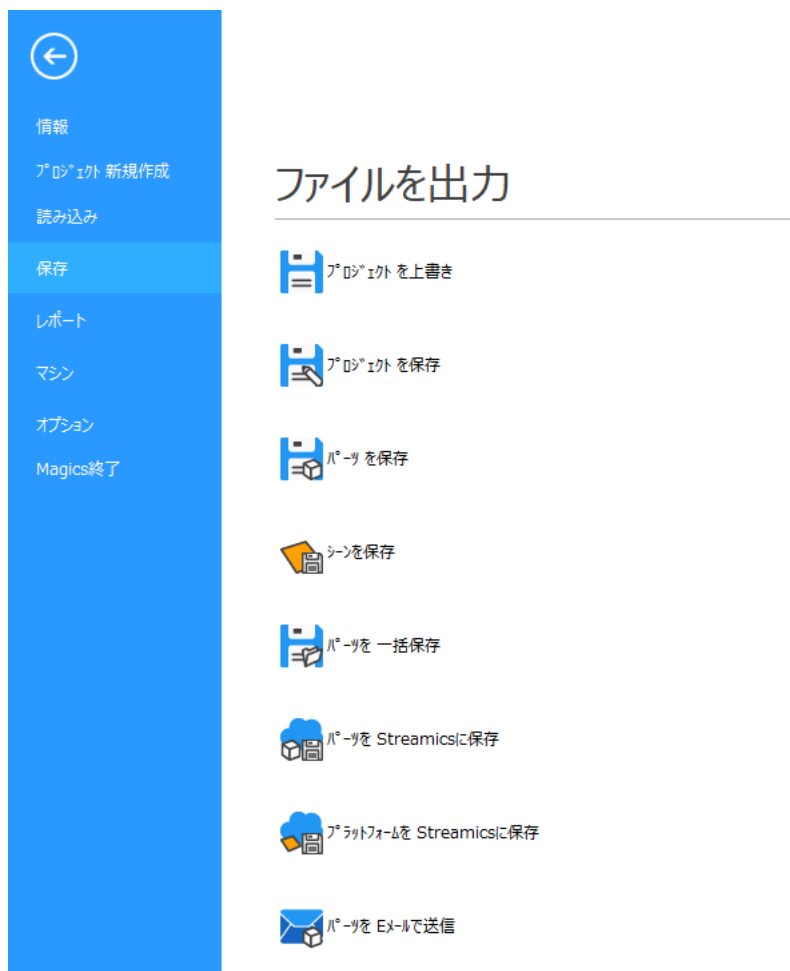 情報
ﾌﾟﾛｼﾞｪｸﾄ 新規作成
読み込み
保存
レポート
マシン
オプション
Magics終了
ファイルを出力
ﾌﾟﾛｼﾞｪｸﾄ を上書き
ﾌﾟﾛｼﾞｪｸﾄ を保存
ﾊﾟｰﾂ を保存
ｼｰﾝを保存
ﾊﾟｰﾂを 一括保存
ﾊﾟｰﾂを Streamicsに保存
ﾌﾟﾗｯﾄﾌｫｰﾑを Streamicsに保存
ﾊﾟｰﾂを Eﾒｰﾙで送信